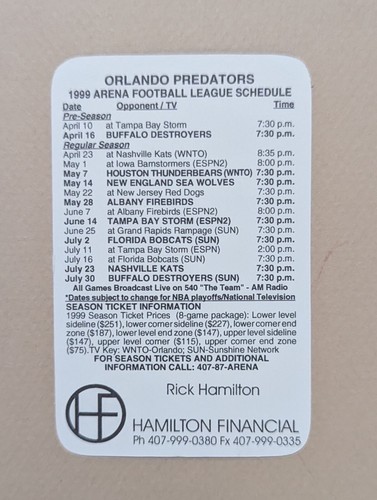 ORLANDO PREDATORS
1999 ARENA FOOTBALL LEAGUE SCHEDULE
Date Opponent / TV Time
Pre-Season
April 10 at Tampa Bay Storm 7:30 p.m.
April 16 BUFFALO DESTROYERS 7:30 p.m.
Regular Season
April 23 at Nashville Kats (WNTO) 8:35 p.m.
May 1 at Iowa Barnstormers (ESPN2) 8:00 p.m.
May 7 HOUSTON THUNDERBEARS (WNTO) 7:30 p.m.
May 14 NEW ENGLAND SEA WOLVES 7:30 p.m.
May 22 at New Jersey Red Dogs 7:30 p.m.
May 28 ALBANY FIREBIRDS 7:30 p.m.
June 7 at Albany Firebirds (ESPN2) 8:00 p.m.
June 14 TAMPA BAY STORM (ESPN2) 7:30 p.m.
June 25 at Grand Rapids Rampage (SUN) 7:30 p.m.
July 2 FLORIDA BOBCATS (SUN) 7:30 p.m.
July 11 at Tampa Bay Storm (ESPN) 2:00 p.m.
July 16 at Florida Bobcats (SUN) 7:30 p.m.
July 23 NASHVILLE KATS 7:30 p.m.
July 30 BUFFALO DESTROYERS (SUN) 7:30 p.m.
All Games Broadcast Live on 540 "The Team" - AM Radio
*Dates subject to change for NBA playoffs/National Television
SEASON TICKET INFORMATION
1999 Season Ticket Prices (8-game package): Lower level
sideline ($251), lower corner sideline ($227), lower corner end
zone ($187), lower level end zone ($147), upper level sideline
($147), upper level corner ($115), upper corner end zone
($75). TV Key: WNTO-Orlando; SUN-Sunshine Network
FOR SEASON TICKETS AND ADDITIONAL
INFORMATION CALL: 407-87-ARENA
Rick Hamilton
HF
HAMILTON FINANCIAL
Ph 407-999-0380 Fx 407-999-0335